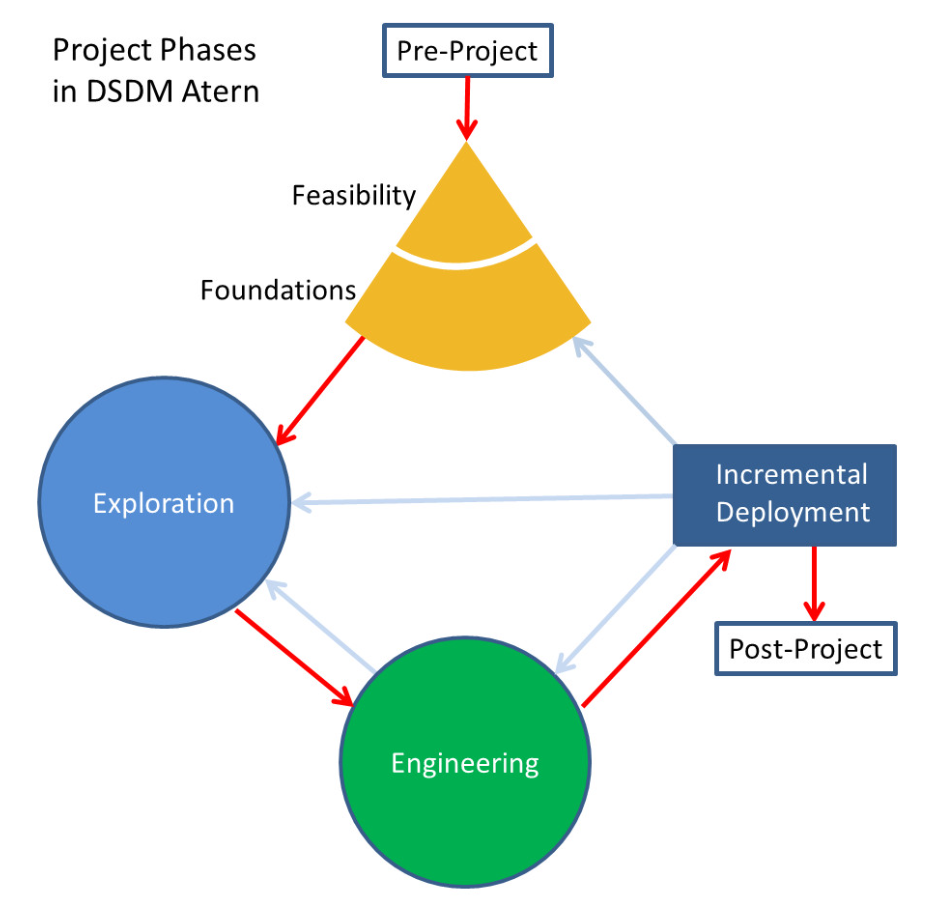 Project Phases
in DSDM Atern
Pre-Project
Feasibility
Foundations
Exploration
Incremental
Deployment
Post-Project
Engineering